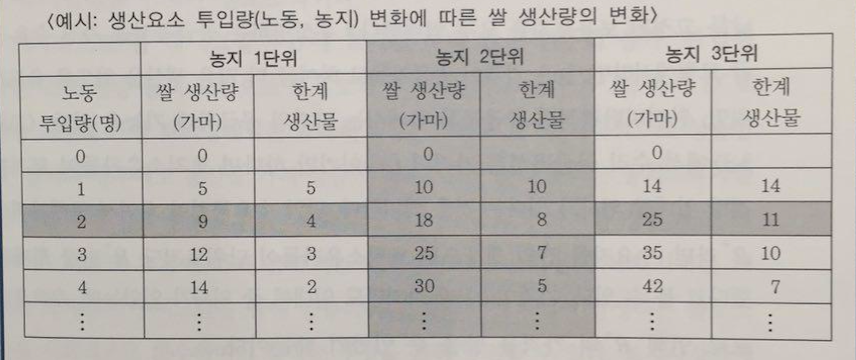 <예시: 생산요소 투입량(노동, 농지) 변화에 따른 쌀 생산량의 변화>
농지 1단위 농지 2단위 농지 3단위
노동 쌀 생산량 한계 쌀 생산량 한계 쌀 생산량 한계
투입량(명) (가마) 생산물 (가마) 생산물 (가마) 생산물
0 0 0 0
1 5 5 10 10 14 14
2 9 4 18 8 25 11
3 12 3 25 7 35 10
4 14 2 30 5 42 7
⋮ ⋮ ⋮ ⋮ ⋮ ⋮ ⋮